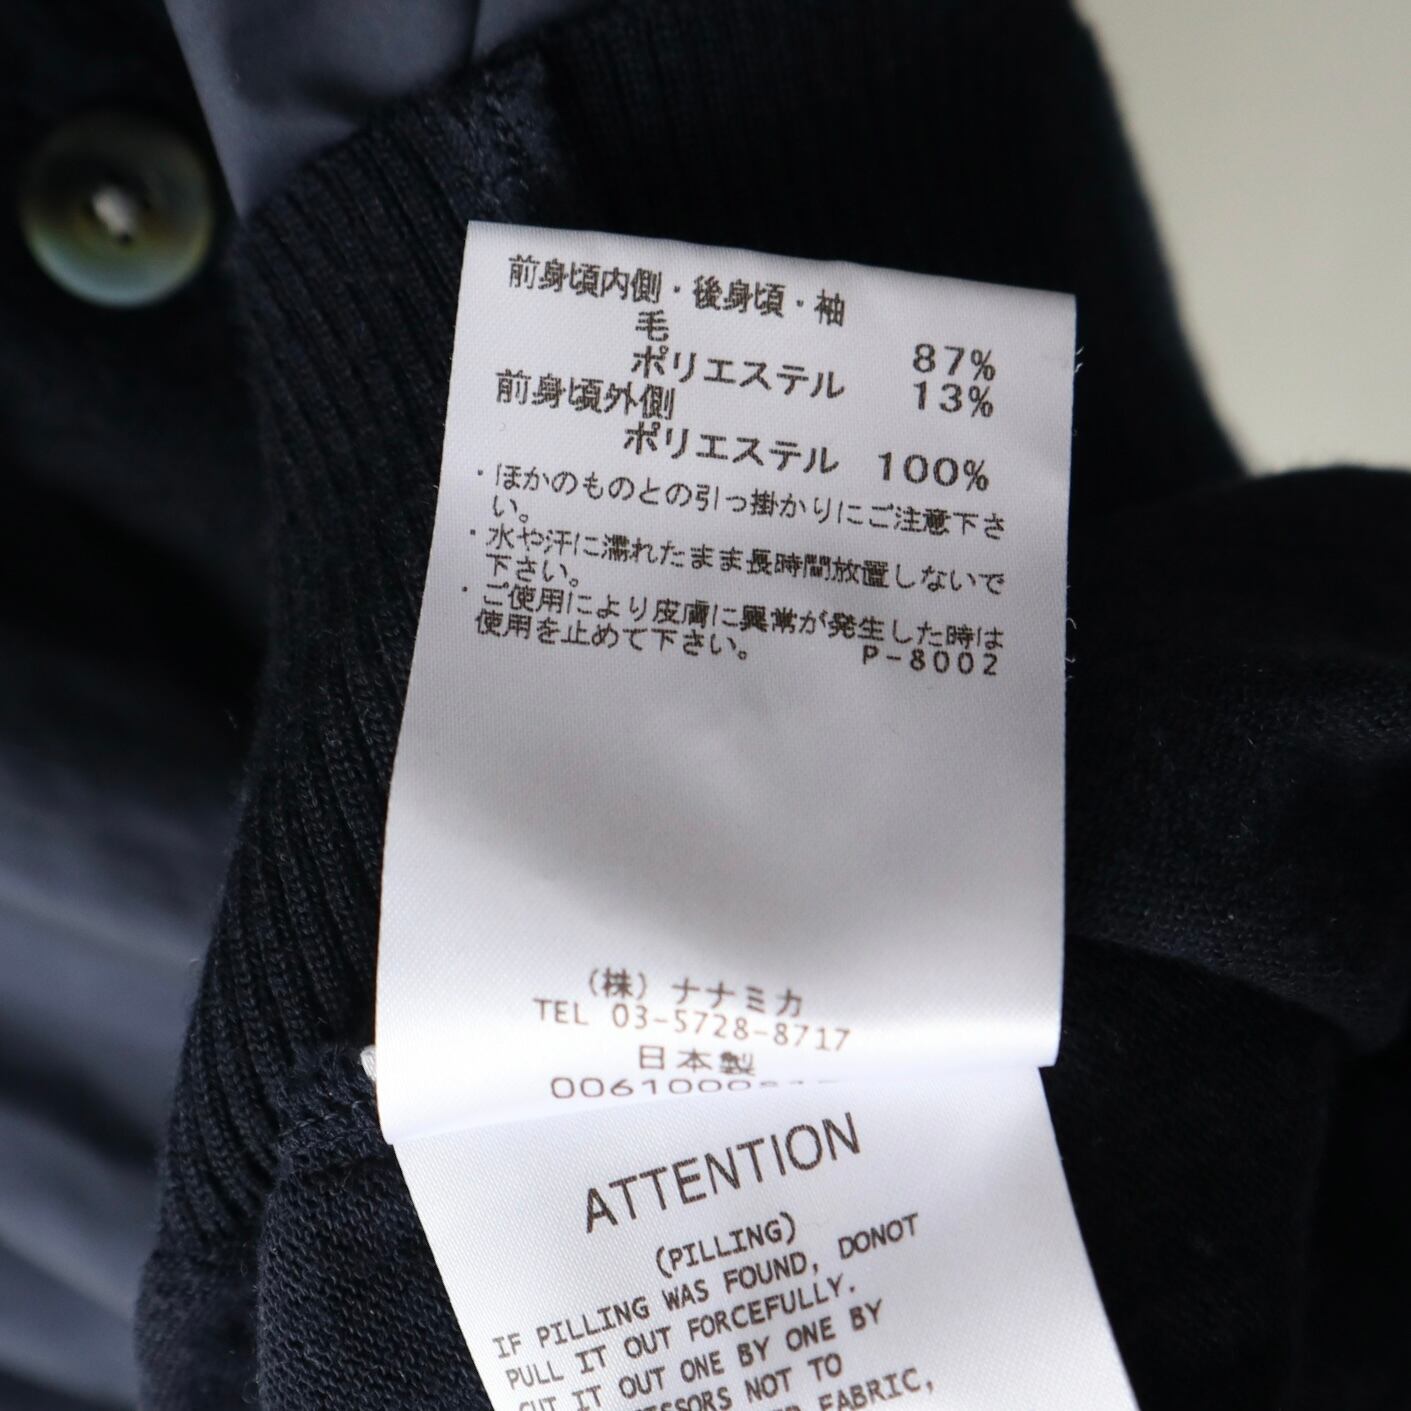 前身頃内側・後身頃・袖
毛 87%
ポリエステル 13%
前身頃外側
ポリエステル 100%
・ほかのものとの引っ掛かりにご注意下さ
い。
・水や汗に濡れたまま長時間放置しないで
下さい。
・ご使用により皮膚に異常が発生した時は
使用を止めて下さい。 P-8002
(株)ナナミカ
TEL 03-5728-8717
日本製
ATTENTION
(PILLING)
IF PILLING WAS FOUND, DONOT
PULL IT OUT FORCEFULLY.
CUT IT OUT ONE BY ONE BY
NOT TO
FABRIC,